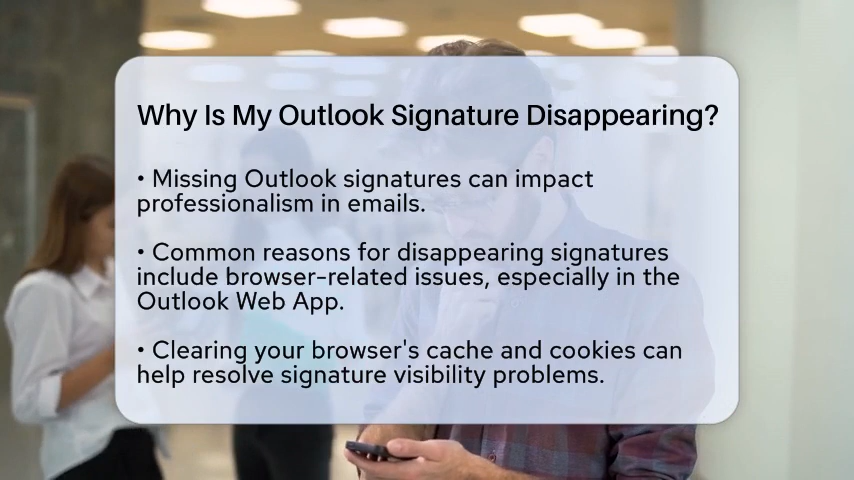 Why Is My Outlook Signature Disappearing?
• Missing Outlook signatures can impact
professionalism in emails.
• Common reasons for disappearing signatures
include browser-related issues, especially in the
Outlook Web App.
• Clearing your browser's cache and cookies can
help resolve signature visibility problems.